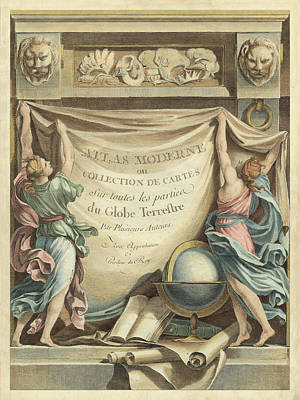 ATLAS MODERNE
ou
COLLECTION DE CARTES
Sur toutes les parties
du Globe Terrestre
Par Plusieurs Auteurs
Avec Approbation
du Roy